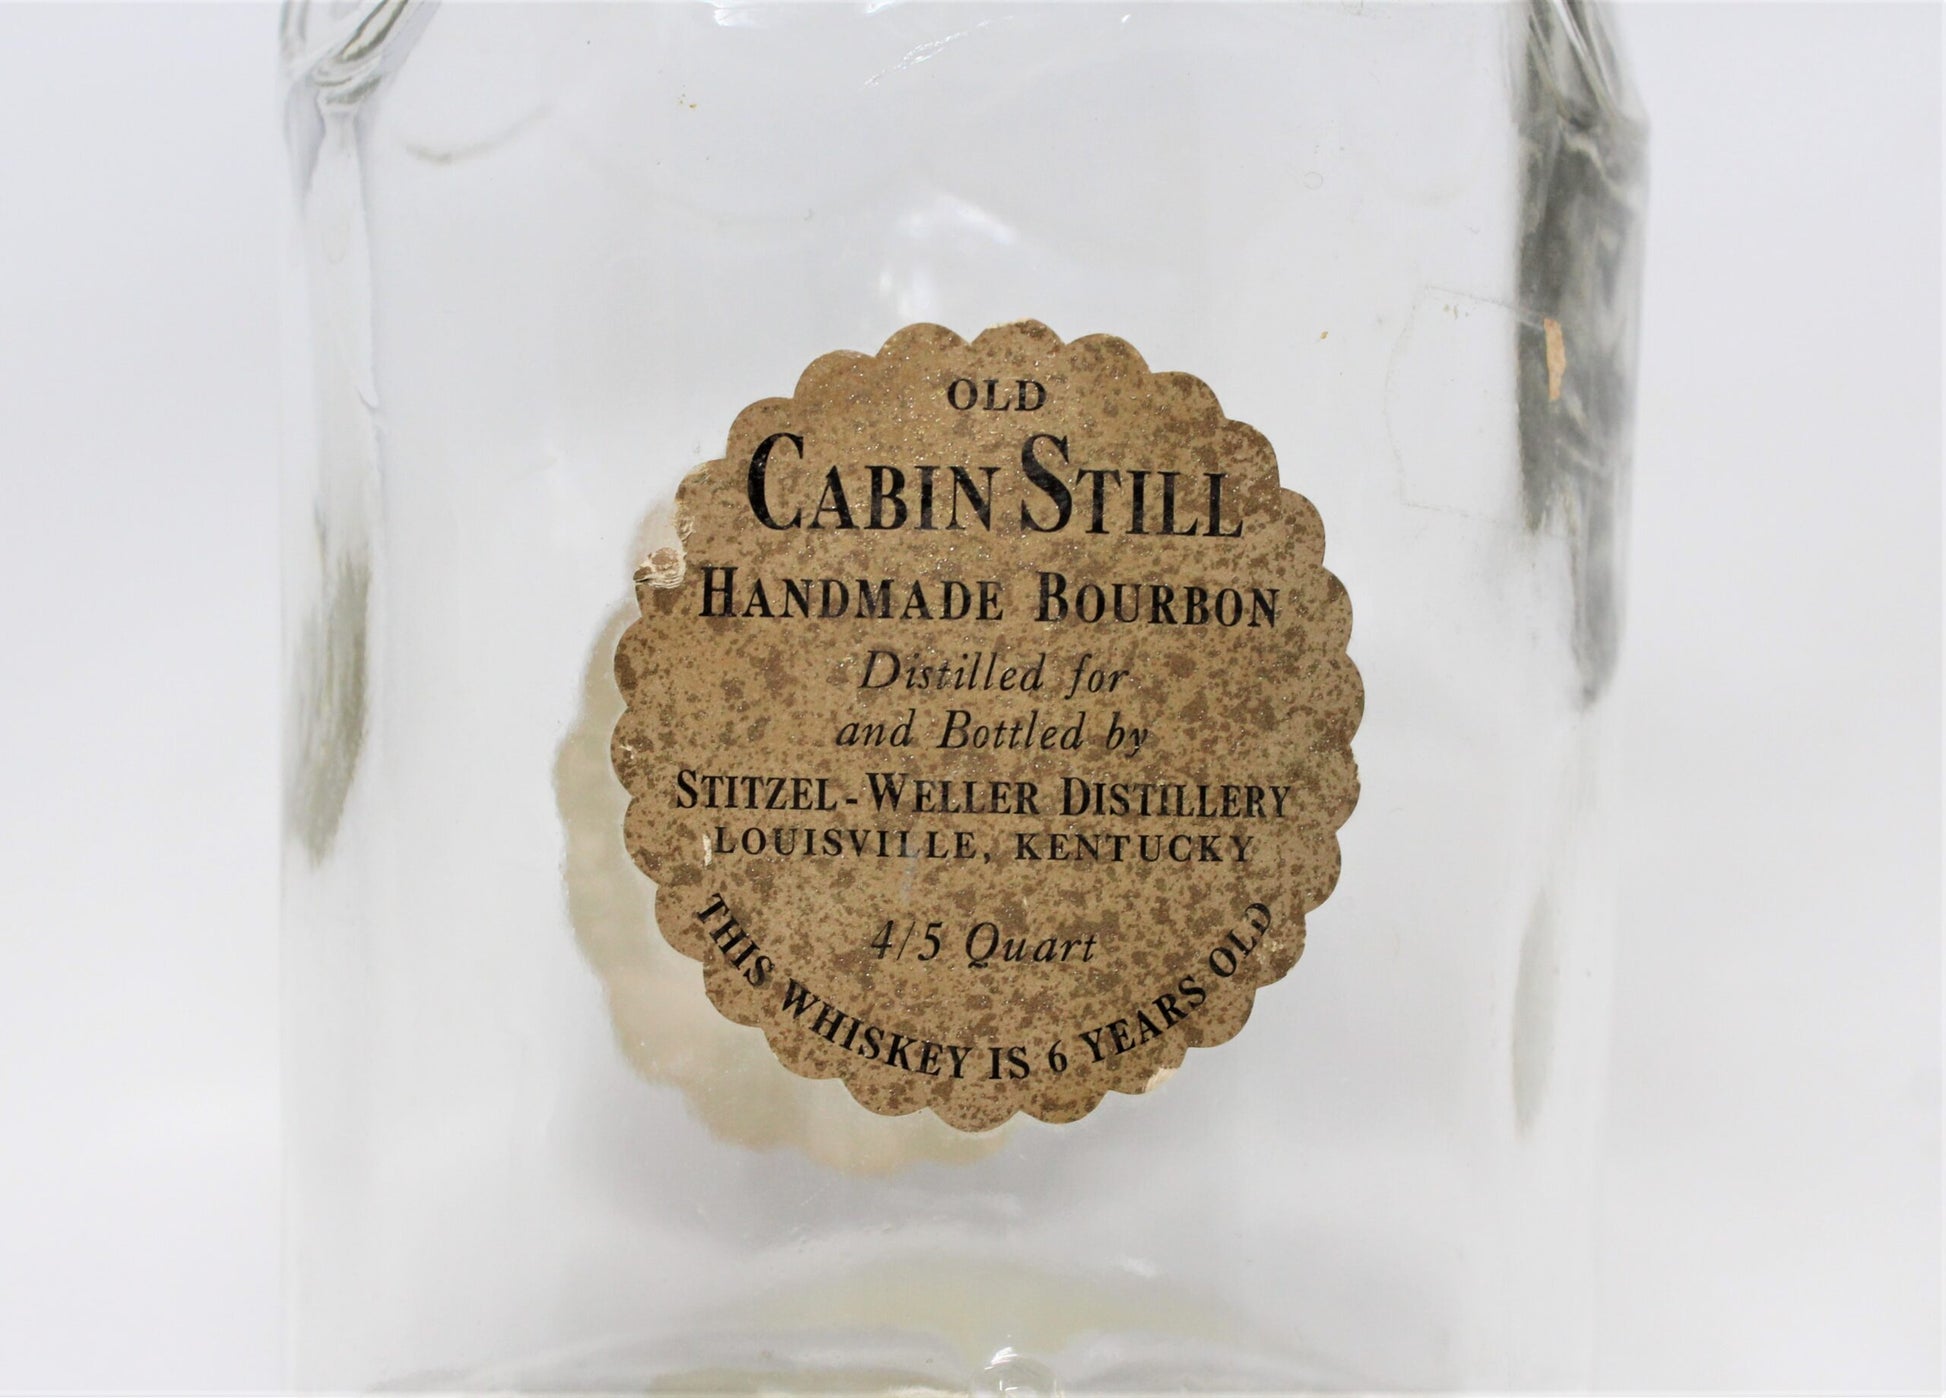 OLD
CABIN STILL
HANDMADE BOURBON
Distilled for
and Bottled by
STITZEL-WELLER DISTILLERY
LOUISVILLE, KENTUCKY
4/5 Quart
THIS WHISKEY IS 6 YEARS OLD